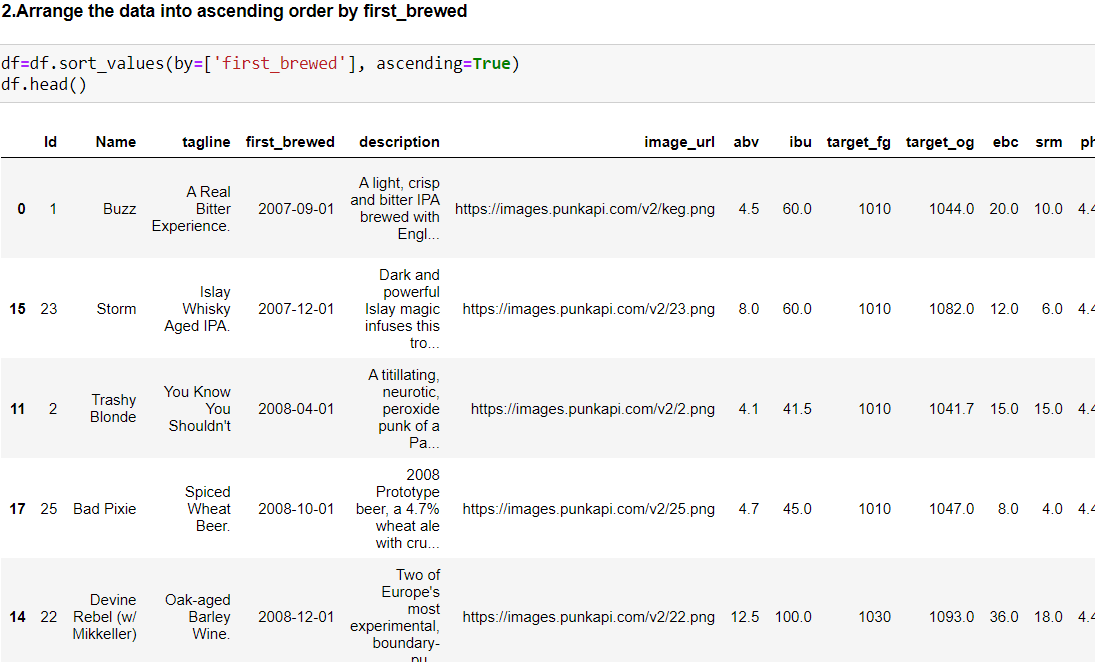 2.Arrange the data into ascending order by first_brewed
df=df.sort_values(by=['first_brewed'], ascending=True)
df.head()
Id Name tagline first_brewed description image_url abv ibu target_fg target_og ebc srm ph
0 1 Buzz A Real Bitter Experience. 2007-09-01 A light, crisp and bitter IPA brewed with Engl... https://images.punkapi.com/v2/keg.png 4.5 60.0 1010 1044.0 20.0 10.0 4.4
15 23 Storm Islay Whisky Aged IPA. 2007-12-01 Dark and powerful Islay magic infuses this tro... https://images.punkapi.com/v2/23.png 8.0 60.0 1010 1082.0 12.0 6.0 4.4
11 2 Trashy Blonde You Know You Shouldn't 2008-04-01 A titillating, neurotic, peroxide punk of a Pa... https://images.punkapi.com/v2/2.png 4.1 41.5 1010 1041.7 15.0 15.0 4.4
17 25 Bad Pixie Spiced Wheat Beer. 2008-10-01 2008 Prototype beer, a 4.7% wheat ale with cru... https://images.punkapi.com/v2/25.png 4.7 45.0 1010 1047.0 8.0 4.0 4.4
14 22 Devine Rebel (w/ Mikkeller) Oak-aged Barley Wine. 2008-12-01 Two of Europe's most experimental, boundary-pu... https://images.punkapi.com/v2/22.png 12.5 100.0 1030 1093.0 36.0 18.0 4.4